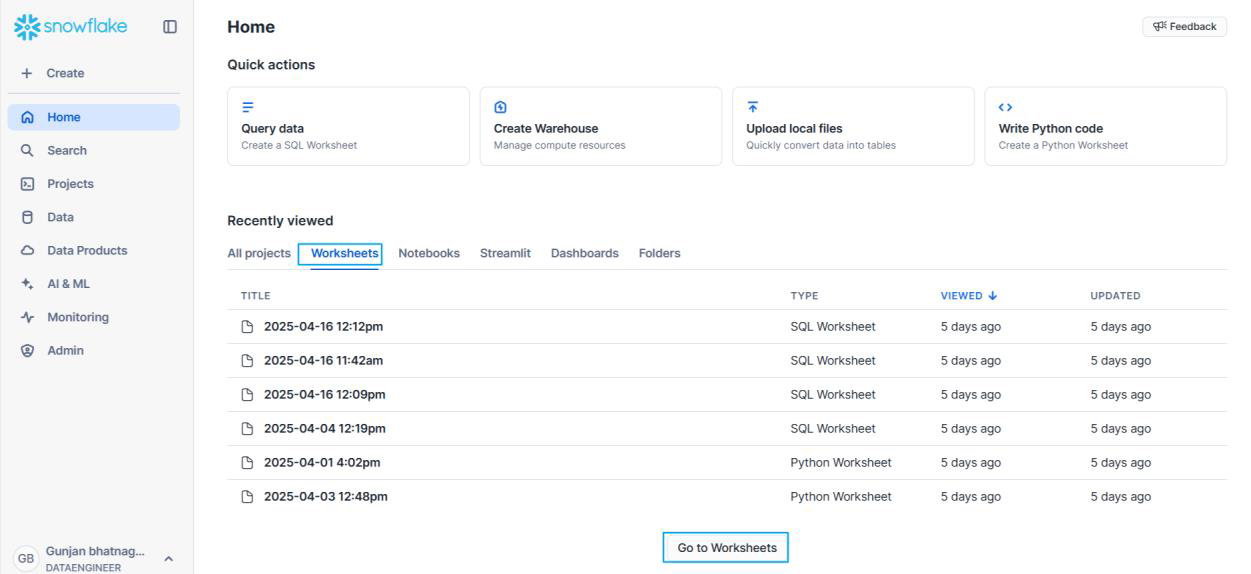 snowflake
Create
Home
Search
Projects
Data
Data Products
AI & ML
Monitoring
Admin
GB
Gunjan bhatnag...
DATAENGINEER
Home
Feedback
Quick actions
Query data
Create a SQL Worksheet
Create Warehouse
Manage compute resources
Upload local files
Quickly convert data into tables
Write Python code
Create a Python Worksheet
Recently viewed
All projects Worksheets Notebooks Streamlit Dashboards Folders
TITLE TYPE VIEWED UPDATED
2025-04-16 12:12pm SQL Worksheet 5 days ago 5 days ago
2025-04-16 11:42am SQL Worksheet 5 days ago 5 days ago
2025-04-16 12:09pm SQL Worksheet 5 days ago 5 days ago
2025-04-04 12:19pm SQL Worksheet 5 days ago 5 days ago
2025-04-01 4:02pm Python Worksheet 5 days ago 5 days ago
2025-04-03 12:48pm Python Worksheet 5 days ago 5 days ago
Go to Worksheets